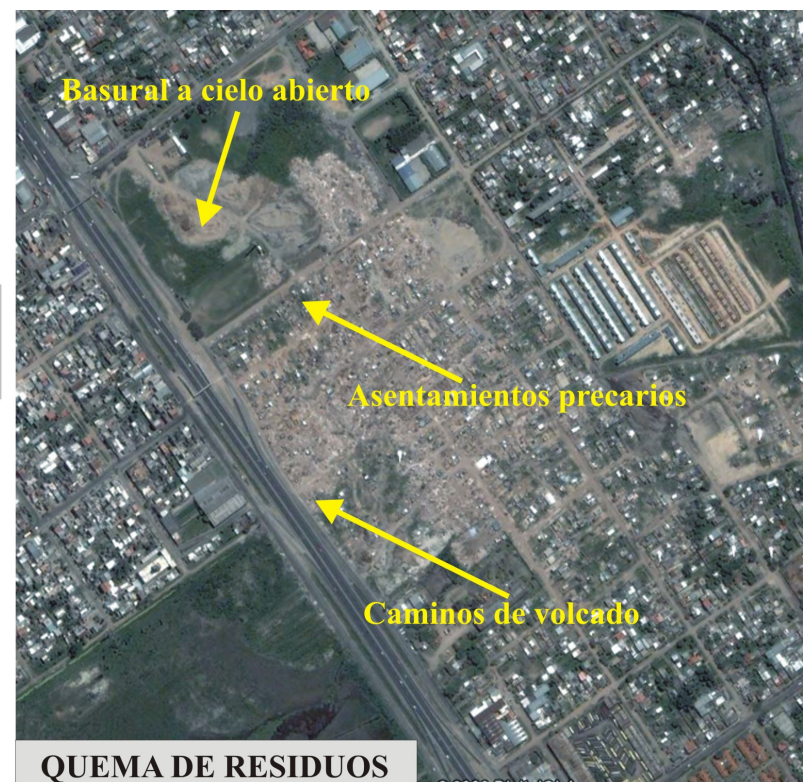 Basural a cielo abierto
Asentamientos precarios
Caminos de volcado
QUEMA DE RESIDUOS